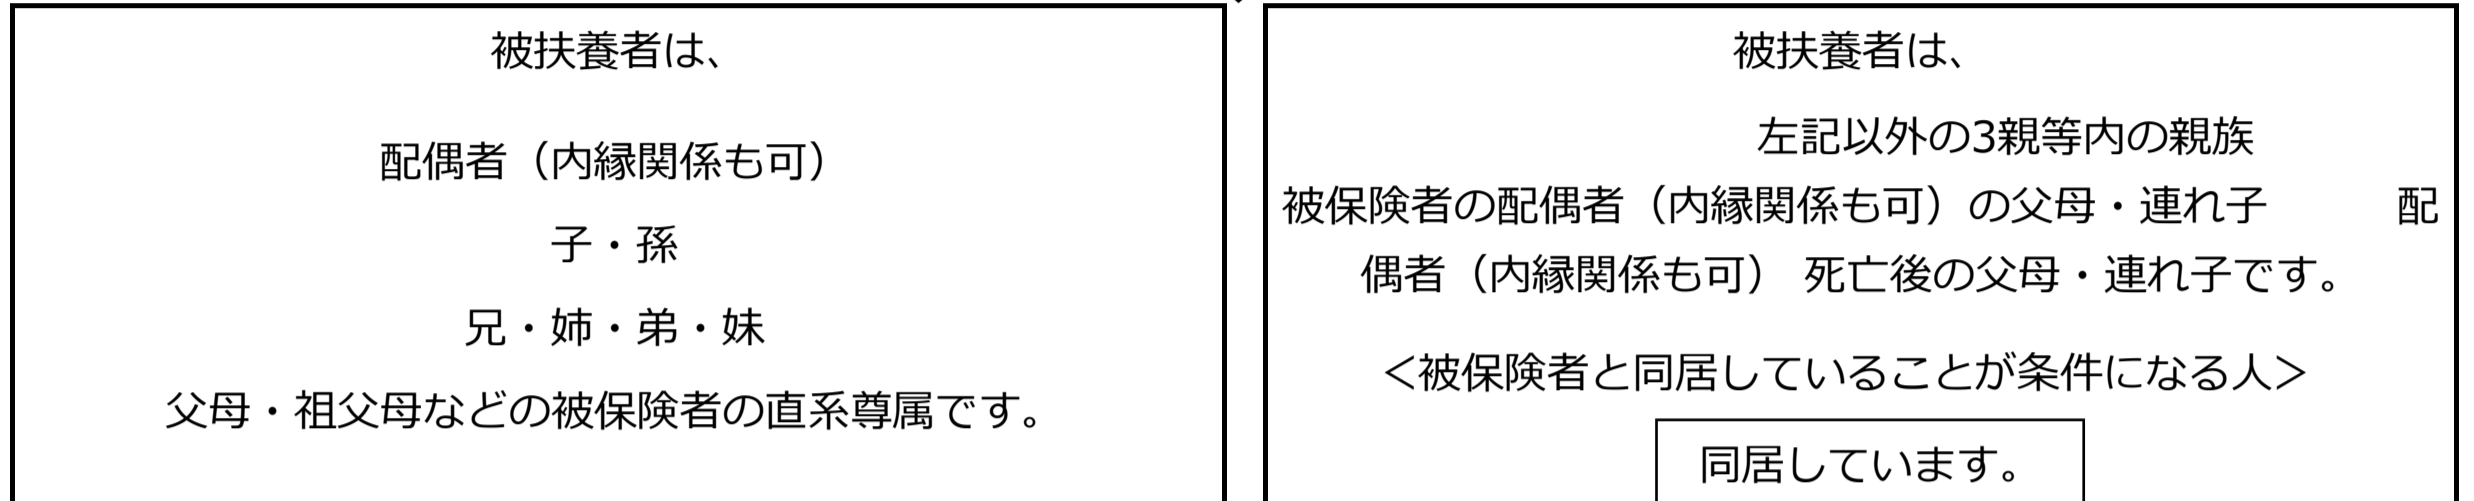 被扶養者は、
配偶者（内縁関係も可）
子・孫
兄・姉・弟・妹
父母・祖父母などの被保険者の直系尊属です。
被扶養者は、
左記以外の3親等内の親族
被保険者の配偶者（内縁関係も可）の父母・連れ子　　　配
偶者（内縁関係も可） 死亡後の父母・連れ子です。
＜被保険者と同居していることが条件になる人＞
同居しています。